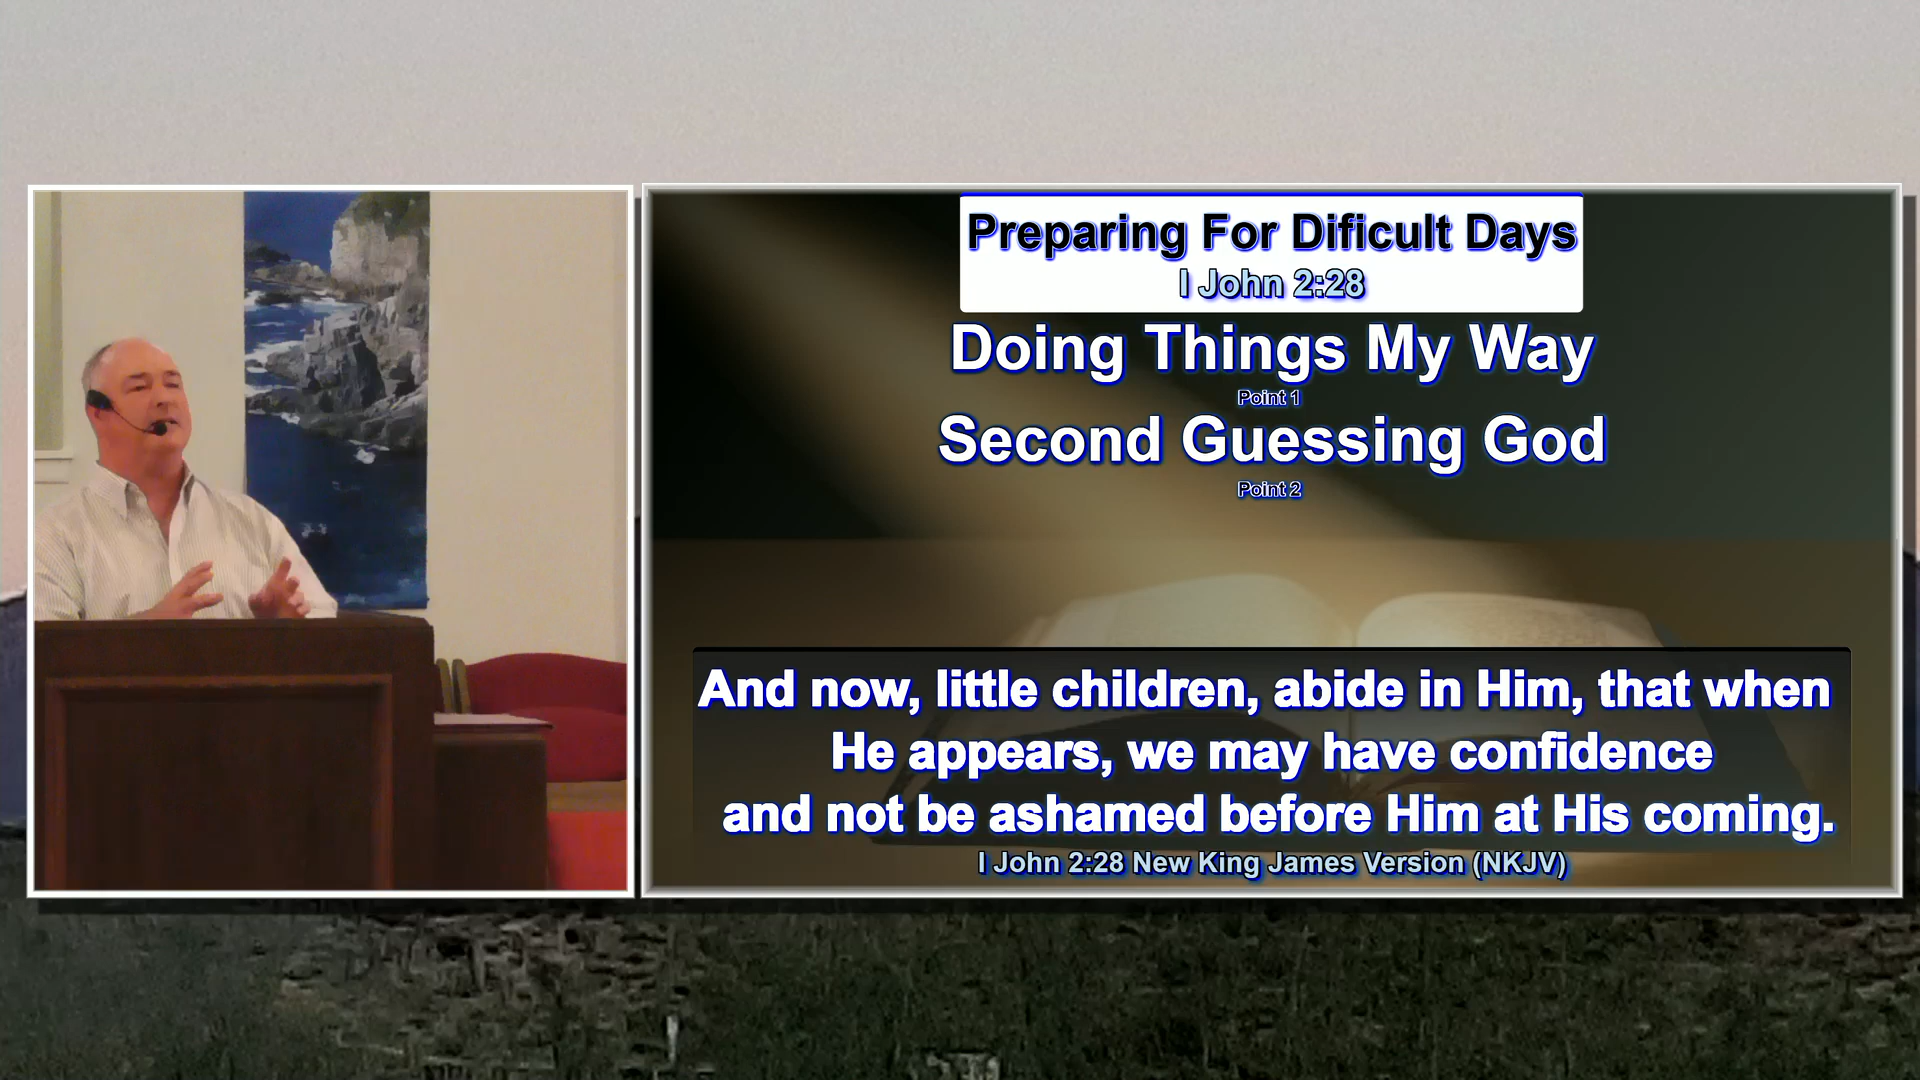 Preparing For Dificult Days
I John 2:28
Doing Things My Way
Point 1
Second Guessing God
Point 2
And now, little children, abide in Him, that when
He appears, we may have confidence
and not be ashamed before Him at His coming.
I John 2:28 New King James Version (NKJV)